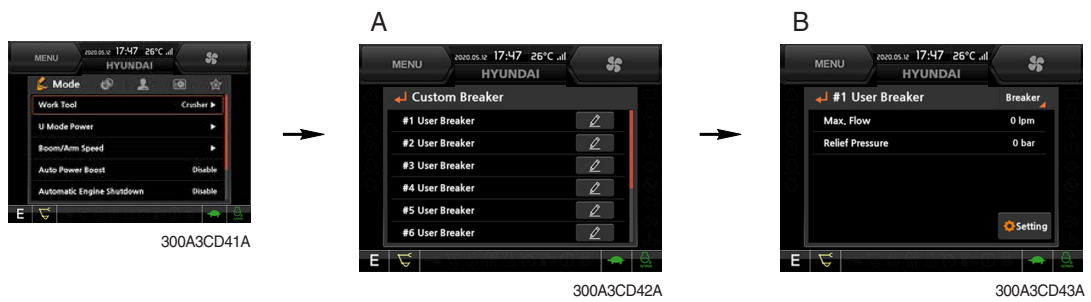 A
B
MENU
2020.05.12 17:47 26°C
HYUNDAI
Mode
Work Tool Crusher ▶
U Mode Power ▶
Boom/Arm Speed ▶
Auto Power Boost Disable
Automatic Engine Shutdown Disable
E
300A3CD41A
MENU
2020.05.12 17:47 26°C
HYUNDAI
Custom Breaker
#1 User Breaker
#2 User Breaker
#3 User Breaker
#4 User Breaker
#5 User Breaker
#6 User Breaker
E
300A3CD42A
MENU
2020.05.12 17:47 26°C
HYUNDAI
#1 User Breaker Breaker
Max, Flow 0 lpm
Relief Pressure 0 bar
Setting
E
300A3CD43A